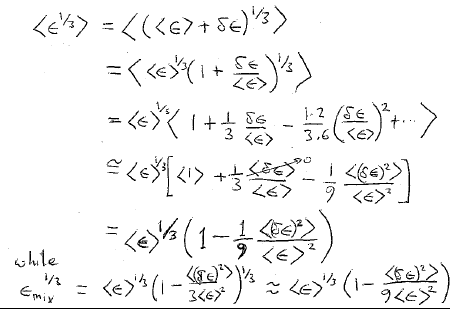 ⟨ϵ^{1/3}⟩ = ⟨(⟨ϵ⟩ + δϵ)^{1/3}⟩
= ⟨⟨ϵ⟩^{1/3}(1 + δϵ/⟨ϵ⟩)^{1/3}⟩
= ⟨ϵ⟩^{1/3}⟨1 + 1/3 δϵ/⟨ϵ⟩ − 1·2/3·6 (δϵ/⟨ϵ⟩)^2 + ⋯⟩
≅ ⟨ϵ⟩^{1/3}[⟨1⟩ + 1/3 ⟨δϵ⟩/⟨ϵ⟩ →0 − 1/9 ⟨(δϵ)^2⟩/⟨ϵ⟩^2]
= ⟨ϵ⟩^{1/3} (1 − 1/9 ⟨(δϵ)^2⟩/⟨ϵ⟩^2)
while
ϵ_{mix}^{1/3} = ⟨ϵ⟩^{1/3} (1 − ⟨(δϵ)^2⟩/3⟨ϵ⟩^2)^{1/3} ≈ ⟨ϵ⟩^{1/3} (1 − ⟨(δϵ)^2⟩/9⟨ϵ⟩^2)